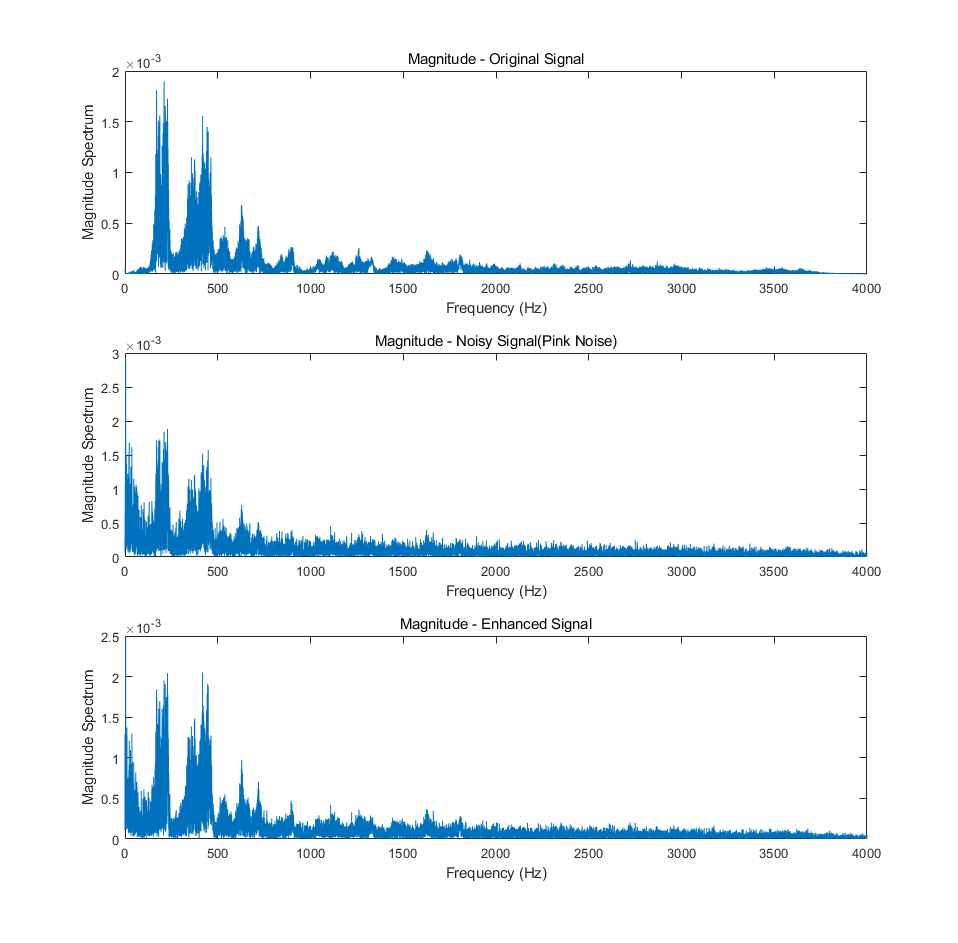 Magnitude - Original Signal
×10-3
Magnitude Spectrum
2
1.5
1
0.5
0
0 500 1000 1500 2000 2500 3000 3500 4000
Frequency (Hz)
Magnitude - Noisy Signal(Pink Noise)
×10-3
Magnitude Spectrum
3
2.5
2
1.5
1
0.5
0
0 500 1000 1500 2000 2500 3000 3500 4000
Frequency (Hz)
Magnitude - Enhanced Signal
×10-3
Magnitude Spectrum
2.5
2
1.5
1
0.5
0
0 500 1000 1500 2000 2500 3000 3500 4000
Frequency (Hz)